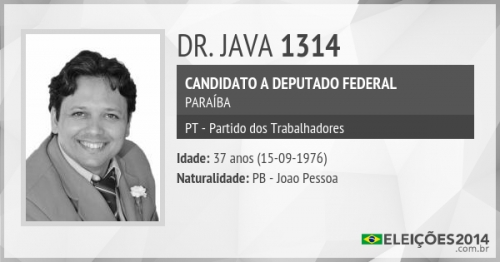 DR. JAVA 1314
CANDIDATO A DEPUTADO FEDERAL
PARAÍBA
PT - Partido dos Trabalhadores
Idade: 37 anos (15-09-1976)
Naturalidade: PB - Joao Pessoa
ELEIÇÕES2014
.com.br